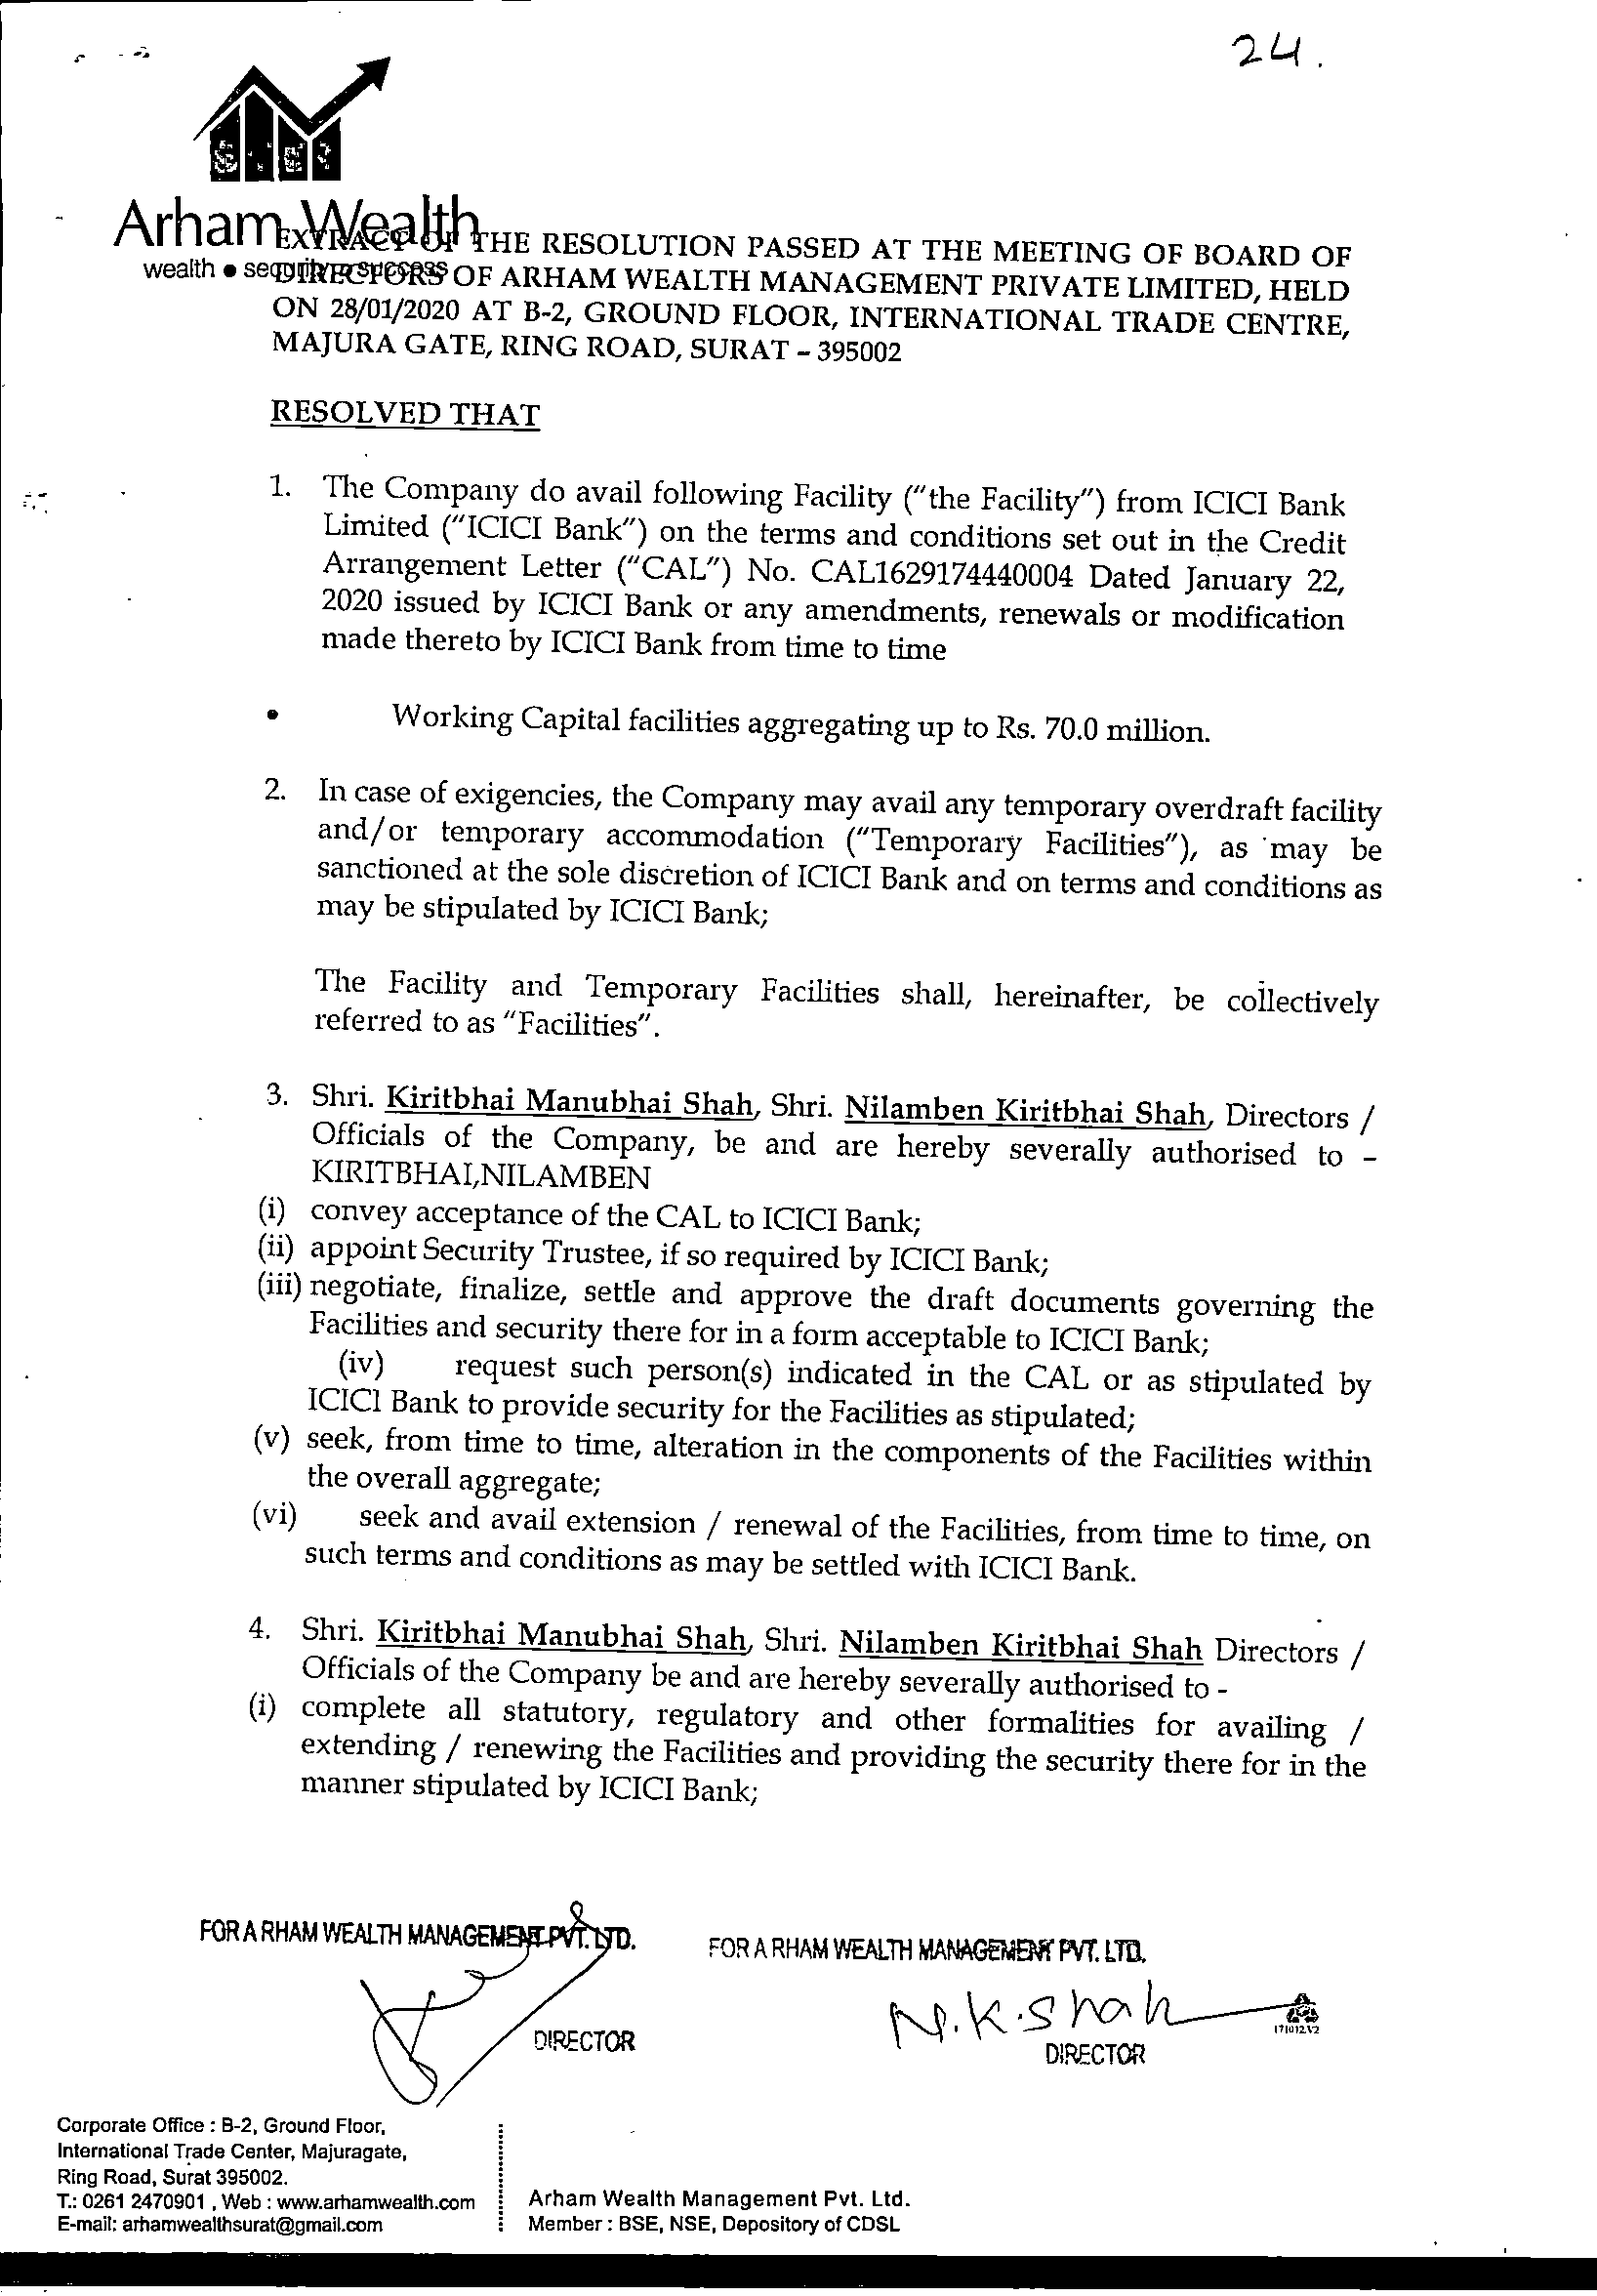 24.
Arham Wealth
wealth ● security ● success
EXTRACT OF THE RESOLUTION PASSED AT THE MEETING OF BOARD OF
DIRECTORS OF ARHAM WEALTH MANAGEMENT PRIVATE LIMITED, HELD
ON 28/01/2020 AT B-2, GROUND FLOOR, INTERNATIONAL TRADE CENTRE,
MAJURA GATE, RING ROAD, SURAT – 395002
RESOLVED THAT
1. The Company do avail following Facility ("the Facility") from ICICI Bank
Limited ("ICICI Bank") on the terms and conditions set out in the Credit
Arrangement Letter ("CAL") No. CAL1629174440004 Dated January 22,
2020 issued by ICICI Bank or any amendments, renewals or modification
made thereto by ICICI Bank from time to time
• Working Capital facilities aggregating up to Rs. 70.0 million.
2. In case of exigencies, the Company may avail any temporary overdraft facility
and/or temporary accommodation ("Temporary Facilities"), as may be
sanctioned at the sole discretion of ICICI Bank and on terms and conditions as
may be stipulated by ICICI Bank;
The Facility and Temporary Facilities shall, hereinafter, be collectively
referred to as "Facilities".
3. Shri. Kiritbhai Manubhai Shah, Shri. Nilamben Kiritbhai Shah, Directors /
Officials of the Company, be and are hereby severally authorised to –
KIRITBHAI,NILAMBEN
(i) convey acceptance of the CAL to ICICI Bank;
(ii) appoint Security Trustee, if so required by ICICI Bank;
(iii) negotiate, finalize, settle and approve the draft documents governing the
Facilities and security there for in a form acceptable to ICICI Bank;
(iv) request such person(s) indicated in the CAL or as stipulated by
ICICI Bank to provide security for the Facilities as stipulated;
(v) seek, from time to time, alteration in the components of the Facilities within
the overall aggregate;
(vi) seek and avail extension / renewal of the Facilities, from time to time, on
such terms and conditions as may be settled with ICICI Bank.
4. Shri. Kiritbhai Manubhai Shah, Shri. Nilamben Kiritbhai Shah Directors /
Officials of the Company be and are hereby severally authorised to -
(i) complete all statutory, regulatory and other formalities for availing /
extending / renewing the Facilities and providing the security there for in the
manner stipulated by ICICI Bank;
FOR ARHAM WEALTH MANAGEMENT PVT. LTD.
DIRECTOR
FOR ARHAM WEALTH MANAGEMENT PVT. LTD.
N.K.Shah
DIRECTOR
171012.V2
Corporate Office : B-2, Ground Floor,
International Trade Center, Majuragate,
Ring Road, Surat 395002.
T.: 0261 2470901 , Web : www.arhamwealth.com
E-mail: arhamwealthsurat@gmail.com
Arham Wealth Management Pvt. Ltd.
Member : BSE, NSE, Depository of CDSL